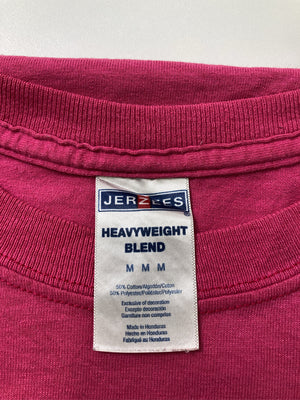 JERZEES
HEAVYWEIGHT
BLEND
M M M
50% Cotton/Algodón/Coton
50% Polyester/Poliéster/Polyester
Exclusive of decoration
Excepto decoración
Garniture non comprise
Made in Honduras
Hecho en Honduras
Fabriqué au Honduras